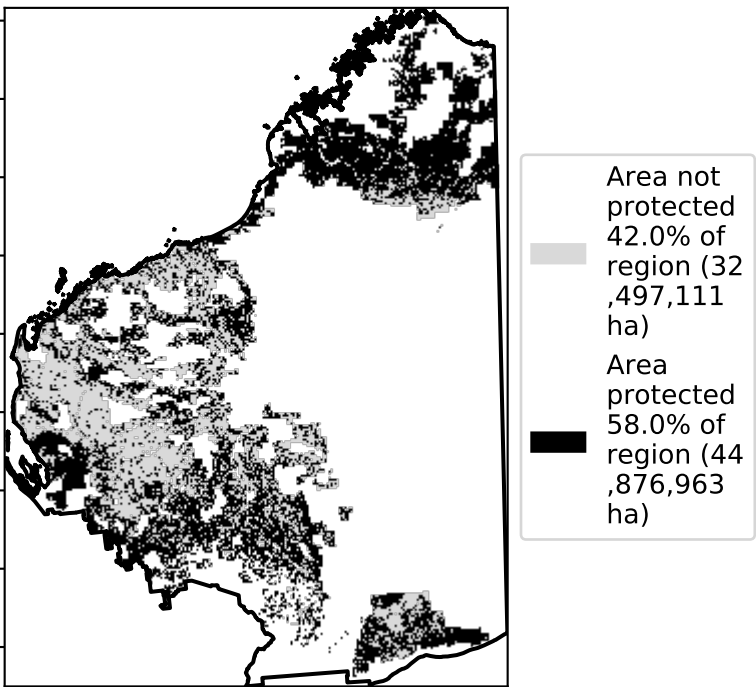 Area not
protected
42.0% of
region (32
,497,111
ha)
Area
protected
58.0% of
region (44
,876,963
ha)